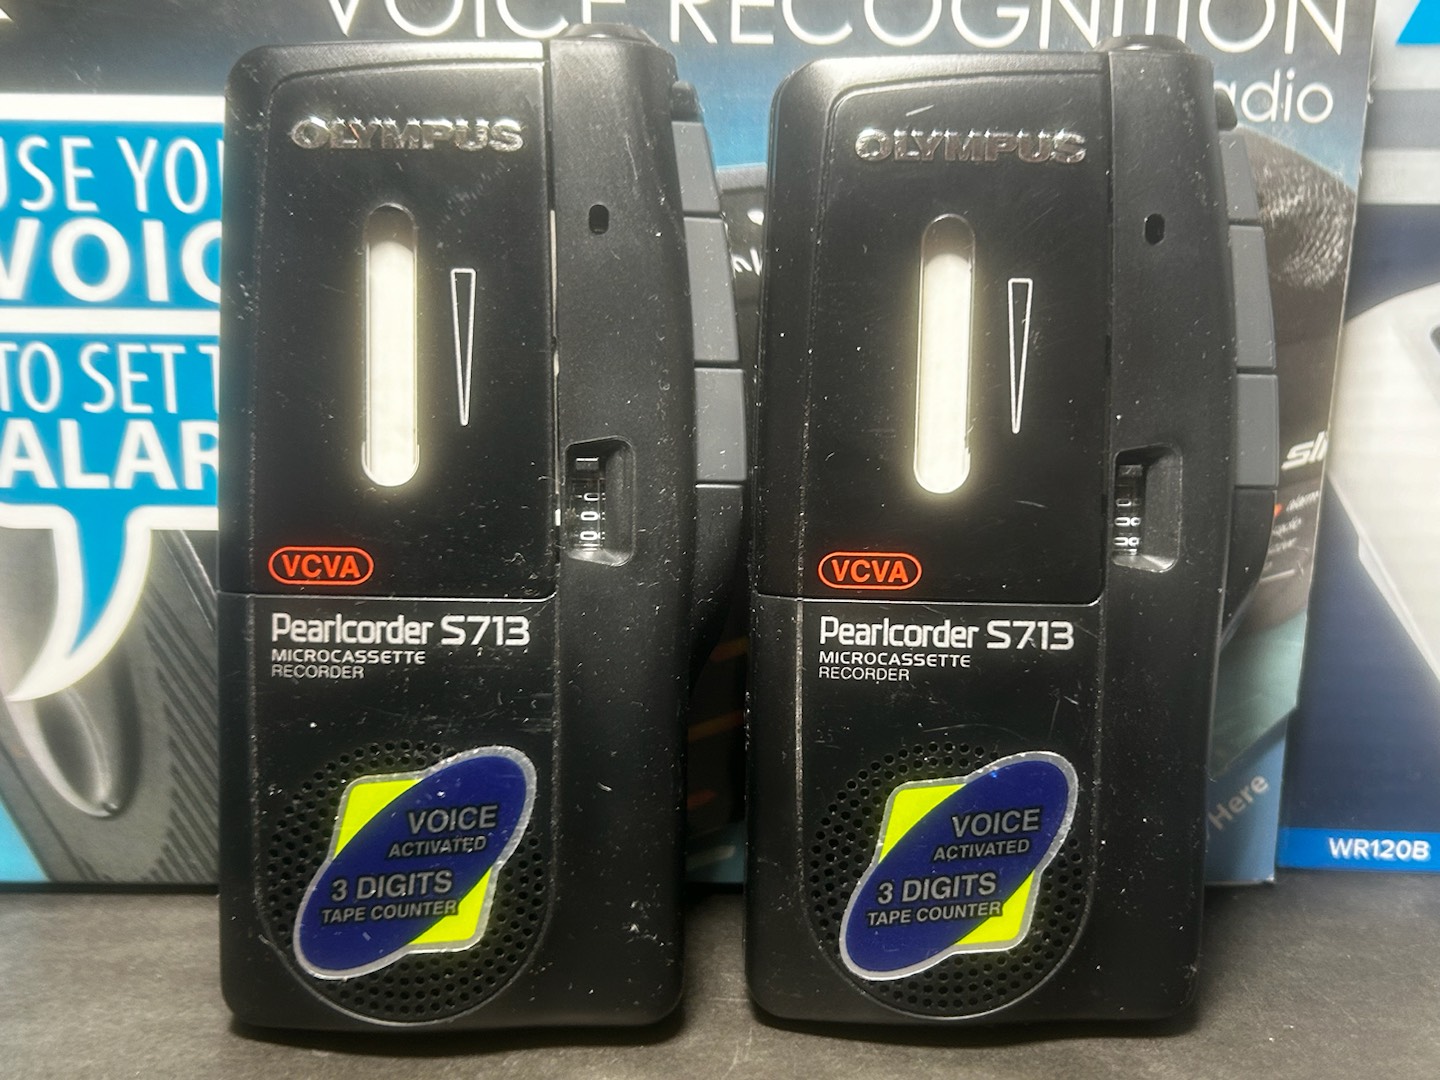 VOICE RECOGNITION
adio
USE YO
VOIC
TO SET T
ALAR
OLYMPUS
VCVA
Pearlcorder S713
MICROCASSETTE
RECORDER
VOICE
ACTIVATED
3 DIGITS
TAPE COUNTER
OLYMPUS
VCVA
Pearlcorder S713
MICROCASSETTE
RECORDER
VOICE
ACTIVATED
3 DIGITS
TAPE COUNTER
Here
WR120B